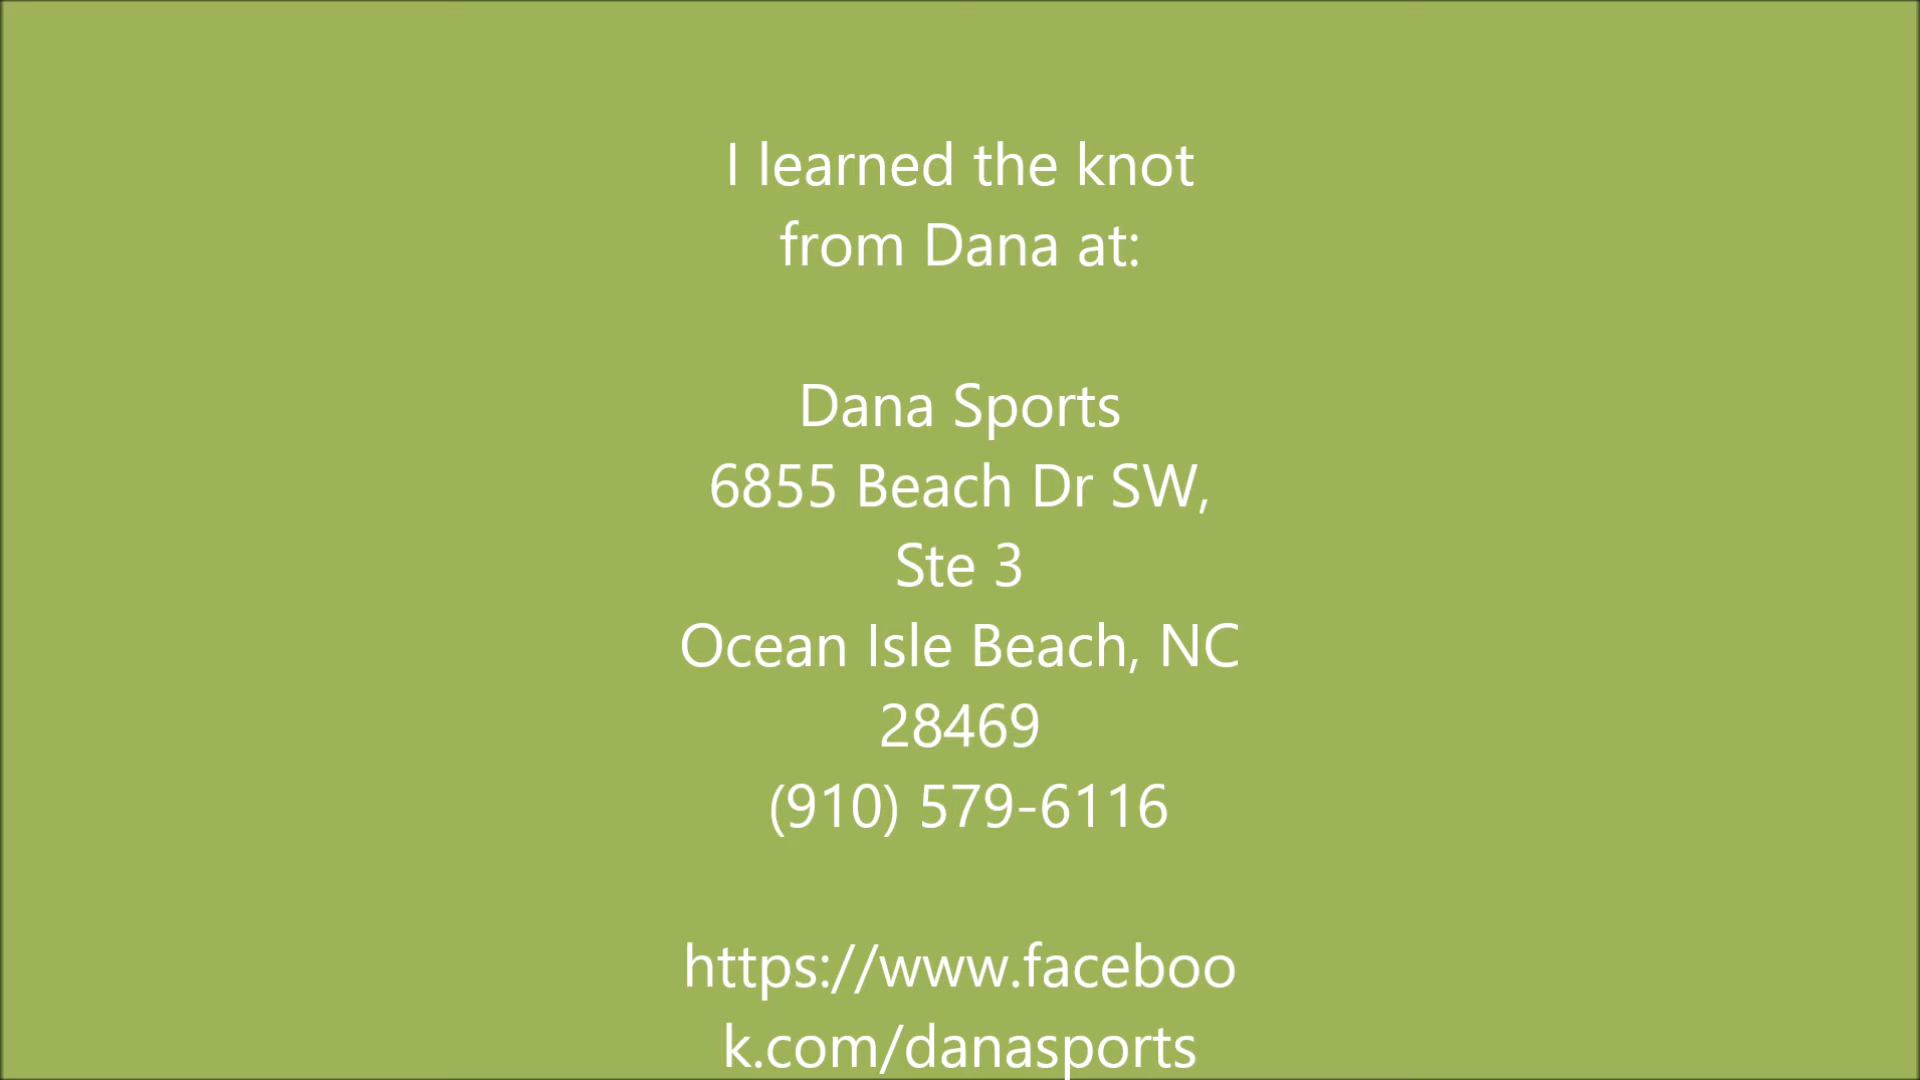 I learned the knot
from Dana at:
Dana Sports
6855 Beach Dr SW,
Ste 3
Ocean Isle Beach, NC
28469
(910) 579-6116
https://www.faceboo
k.com/danasports